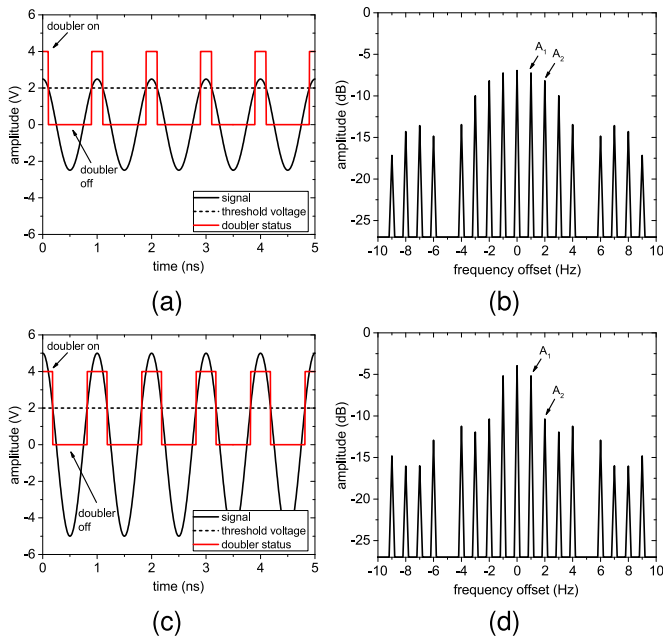 doubler on
doubler
off
6
4
2
0
-2
-4
-6
0
1
2
3
4
5
amplitude (V)
time (ns)
signal
threshold voltage
doubler status
(a)
A1
A2
-5
-10
-15
-20
-25
-10
-8
-6
-4
-2
0
2
4
6
8
10
amplitude (dB)
frequency offset (Hz)
(b)
doubler on
doubler
off
6
4
2
0
-2
-4
-6
0
1
2
3
4
5
amplitude (V)
time (ns)
signal
threshold voltage
doubler status
(c)
A1
A2
0
-5
-10
-15
-20
-25
-10
-8
-6
-4
-2
0
2
4
6
8
10
amplitude (dB)
frequency offset (Hz)
(d)